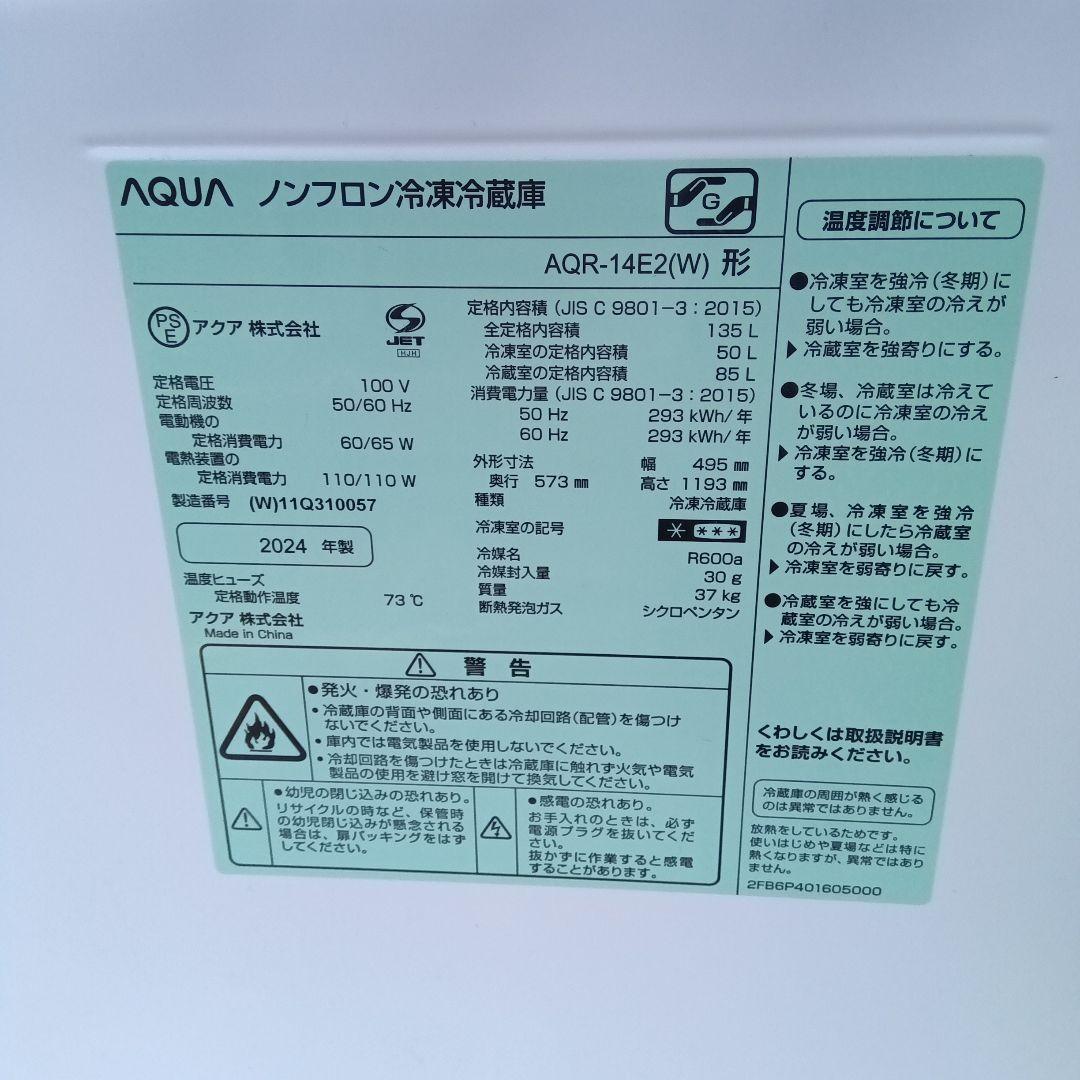 AQUA ノンフロン冷凍冷蔵庫
G
AQR-14E2(W) 形
PS
E
アクア 株式会社
S
JET
HJH
定格電圧 100 V
定格周波数 50/60 Hz
電動機の
定格消費電力 60/65 W
電熱装置の
定格消費電力 110/110 W
製造番号 (W)11Q310057
2024 年製
温度ヒューズ
定格動作温度 73 ℃
アクア 株式会社
Made in China
定格内容積 (JIS C 9801-3:2015)
全定格内容積 135 L
冷凍室の定格内容積 50 L
冷蔵室の定格内容積 85 L
消費電力量 (JIS C 9801-3:2015)
50 Hz 293 kWh/年
60 Hz 293 kWh/年
外形寸法 幅 495 mm
奥行 573 mm 高さ 1193 mm
種類 冷凍冷蔵庫
冷凍室の記号 * ***
冷媒名 R600a
冷媒封入量 30 g
質量 37 kg
断熱発泡ガス シクロペンタン
⚠ 警告
●発火・爆発の恐れあり
・冷蔵庫の背面や側面にある冷却回路(配管)を傷つけ
ないでください。
・庫内では電気製品を使用しないでください。
・冷却回路を傷つけたときは冷蔵庫に触れず火気や電気
製品の使用を避け窓を開けて換気してください。
●幼児の閉じ込みの恐れあり。
リサイクルの時など、保管時
の幼児閉じ込みが懸念される
場合は、扉パッキングをはず
してください。
●感電の恐れあり。
お手入れのときは、必ず
電源プラグを抜いてくだ
さい。
抜かずに作業すると感電
することがあります。
温度調節について
●冷凍室を強冷(冬期)に
しても冷凍室の冷えが
弱い場合。
▶冷蔵室を強寄りにする。
●冬場、冷蔵室は冷えて
いるのに冷凍室の冷え
が弱い場合。
▶冷凍室を強冷(冬期)に
する。
●夏場、冷凍室を強冷
(冬期)にしたら冷蔵室
の冷えが弱い場合。
▶冷凍室を弱寄りに戻す。
●冷蔵室を強にしても冷
蔵室の冷えが弱い場合。
▶冷凍室を弱寄りに戻す。
くわしくは取扱説明書
をお読みください。
冷蔵庫の周囲が熱く感じる
のは異常ではありません。
放熱をしているためです。
使いはじめや夏場などは特に
熱くなりますが、異常ではあり
ません。
2FB6P401605000